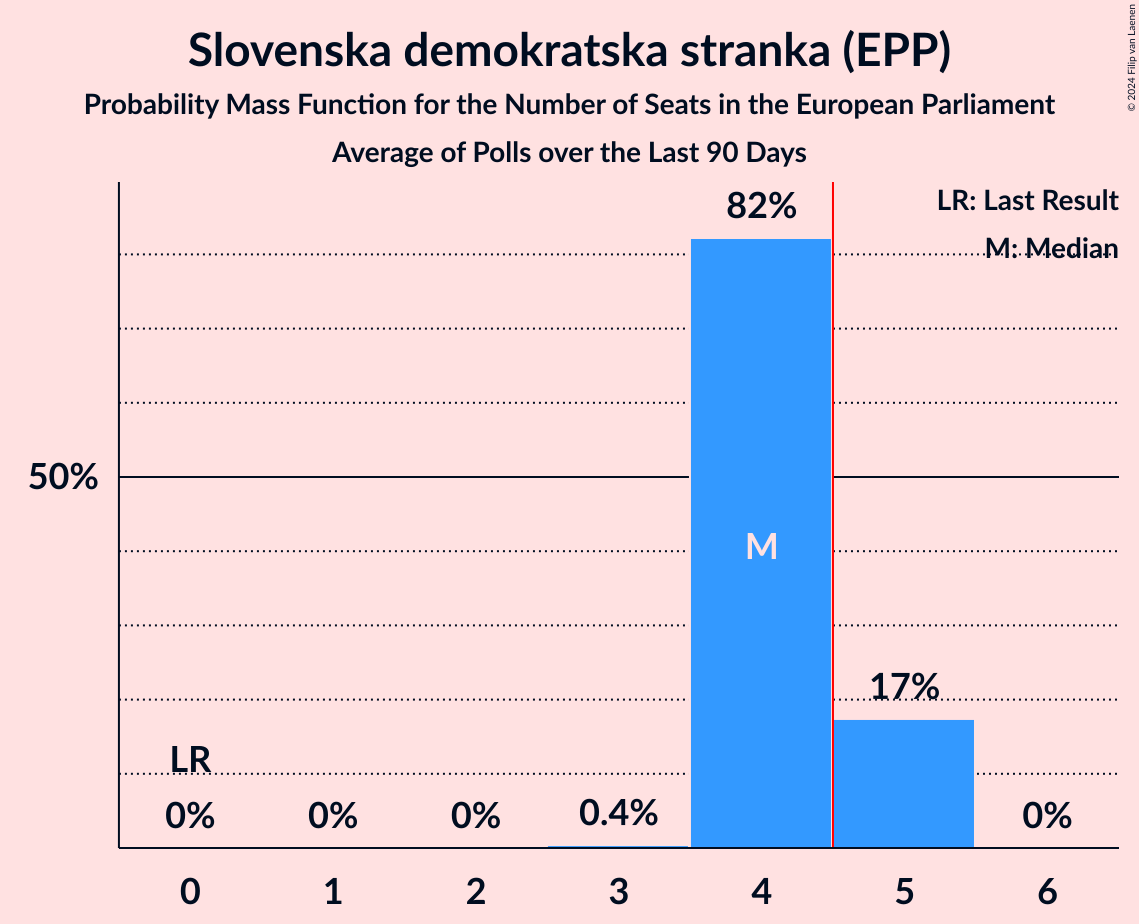 Slovenska demokratska stranka (EPP)
Probability Mass Function for the Number of Seats in the European Parliament
Average of Polls over the Last 90 Days
© 2024 Filip van Laenen
LR: Last Result
M: Median
82%
50%
M
17%
LR
0%
0%
0%
0.4%
0%
0
1
2
3
4
5
6